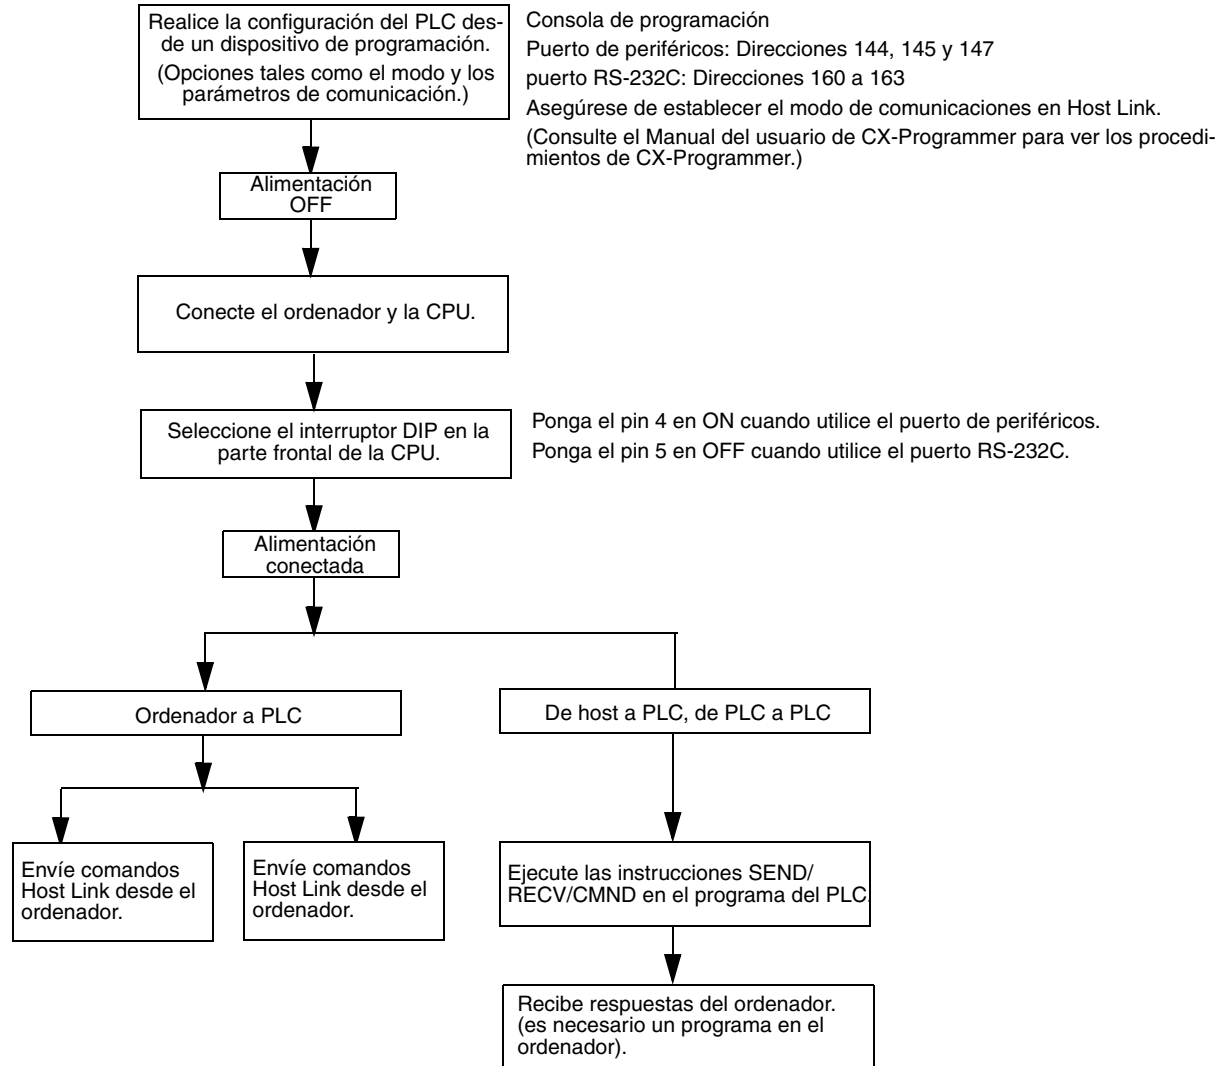 Realice la configuración del PLC des-
de un dispositivo de programación.
(Opciones tales como el modo y los
parámetros de comunicación.)
Consola de programación
Puerto de periféricos: Direcciones 144, 145 y 147
puerto RS-232C: Direcciones 160 a 163
Asegúrese de establecer el modo de comunicaciones en Host Link.
(Consulte el Manual del usuario de CX-Programmer para ver los procedi-
mientos de CX-Programmer.)
Alimentación
OFF
Conecte el ordenador y la CPU.
Seleccione el interruptor DIP en la
parte frontal de la CPU.
Ponga el pin 4 en ON cuando utilice el puerto de periféricos.
Ponga el pin 5 en OFF cuando utilice el puerto RS-232C.
Alimentación
conectada
Ordenador a PLC
De host a PLC, de PLC a PLC
Envíe comandos
Host Link desde el
ordenador.
Envíe comandos
Host Link desde el
ordenador.
Ejecute las instrucciones SEND/
RECV/CMND en el programa del PLC.
Recibe respuestas del ordenador.
(es necesario un programa en el
ordenador).